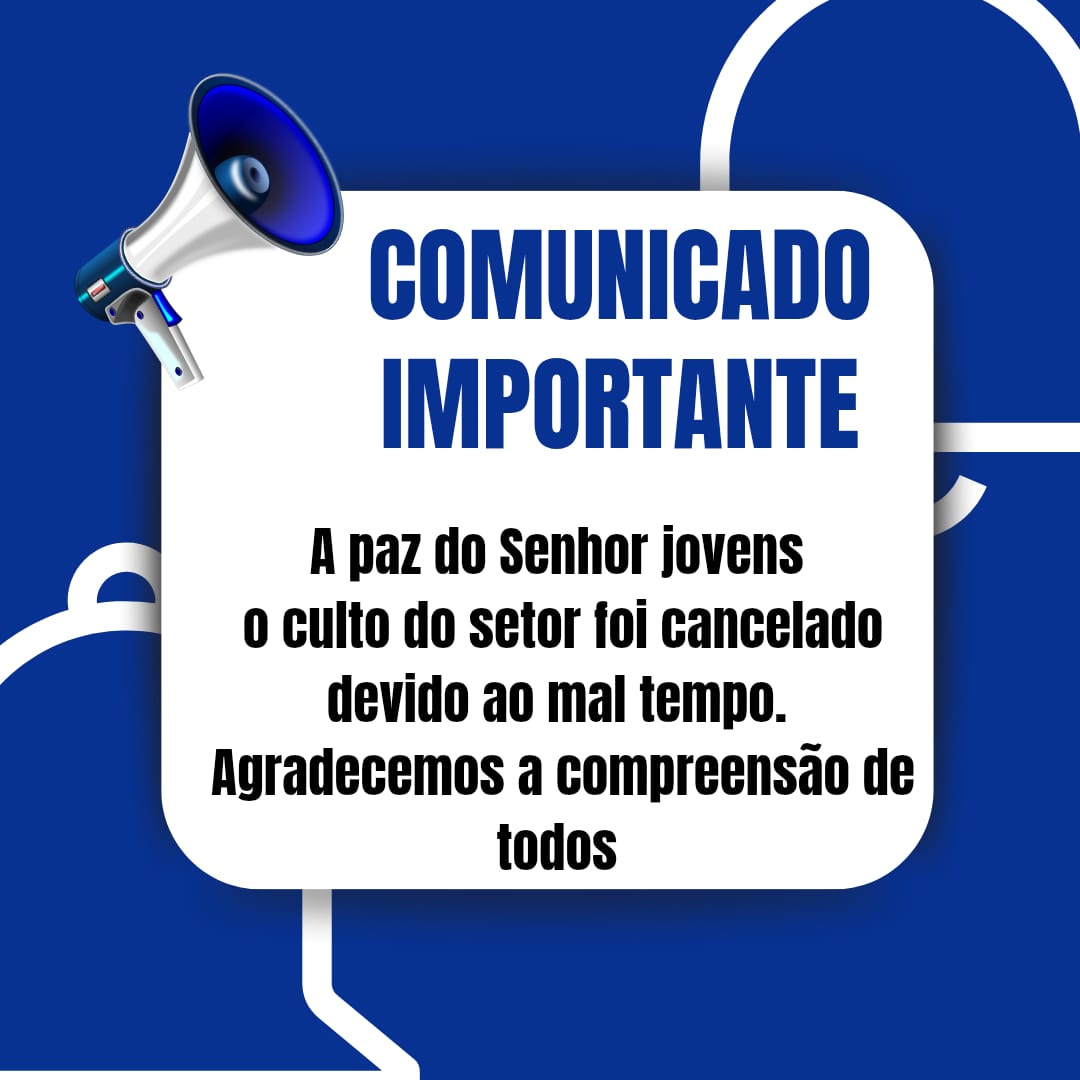 COMUNICADO
IMPORTANTE
A paz do Senhor jovens
o culto do setor foi cancelado
devido ao mal tempo.
Agradecemos a compreensão de
todos